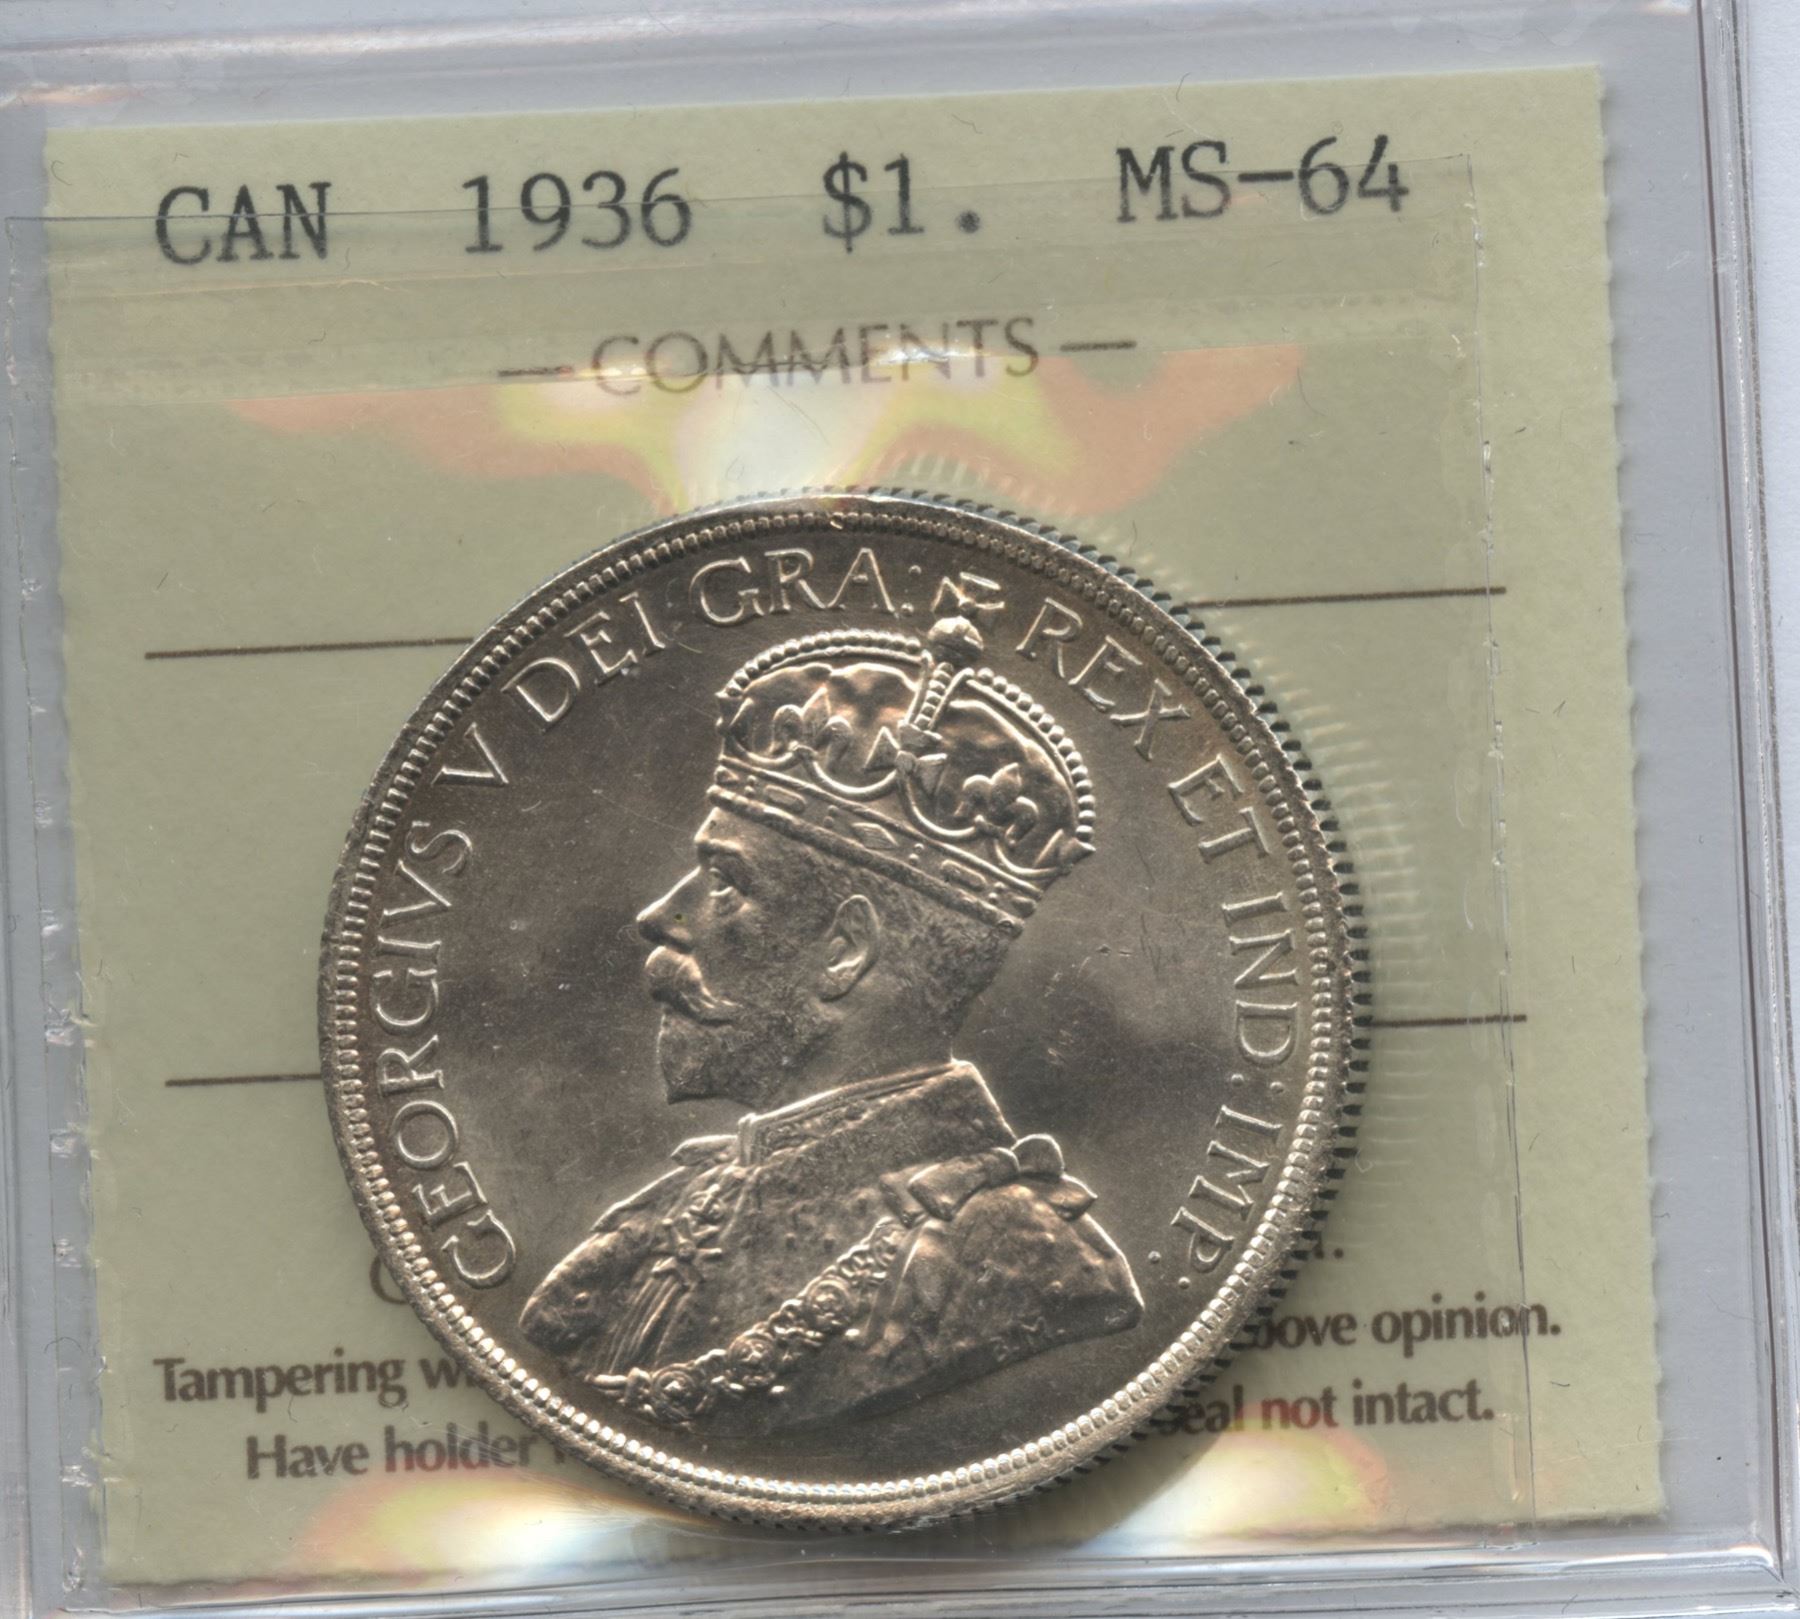 CAN 1936 $1. MS-64
COMMENTS
GEORGIVS V DEI GRA: REX ET IND: IMP:
B.M.
Tampering
above opinion.
Have holder
seal not intact.